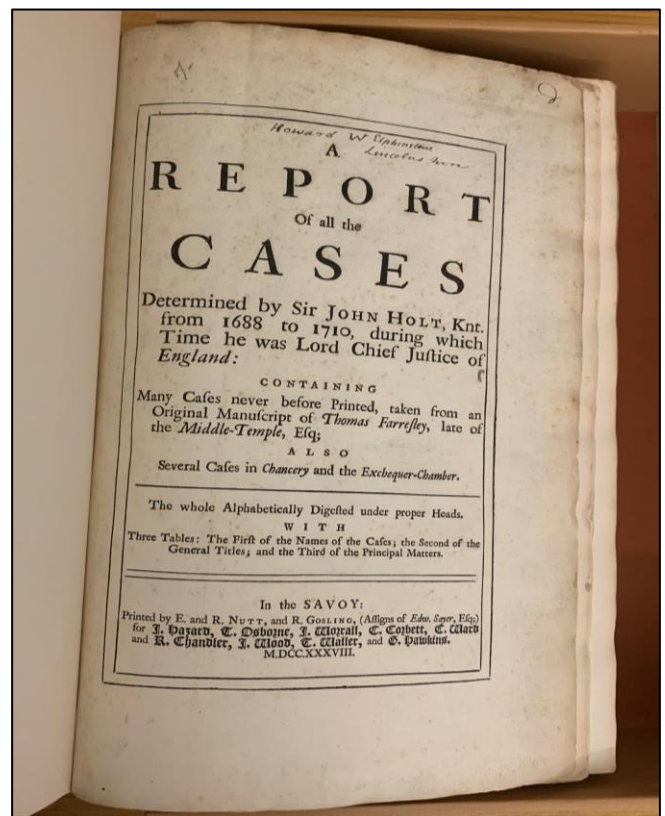 Howard W Elphinstone
Lincolns Inn
A
REPORT
Of all the
CASES
Determined by Sir JOHN HOLT, Knt.
from 1688 to 1710, during which
Time he was Lord Chief Juſtice of
England:
CONTAINING
Many Caſes never before Printed, taken from an
Original Manuſcript of Thomas Farreſley, late of
the Middle-Temple, Eſq;
ALSO
Several Caſes in Chancery and the Exchequer-Chamber.
The whole Alphabetically Digeſted under proper Heads.
WITH
Three Tables: The Firſt of the Names of the Caſes; the Second of the
General Titles; and the Third of the Principal Matters.
In the SAVOY:
Printed by E. and R. NUTT, and R. GOSLING, (Aſſigns of Edw. Sayer, Eſq;)
for J. Hazard, T. Osborne, J. Worrall, C. Corbett, C. Ward
and R. Chandler, J. Wood, T. Waller, and G. Hawkins.
M.DCC.XXXVIII.